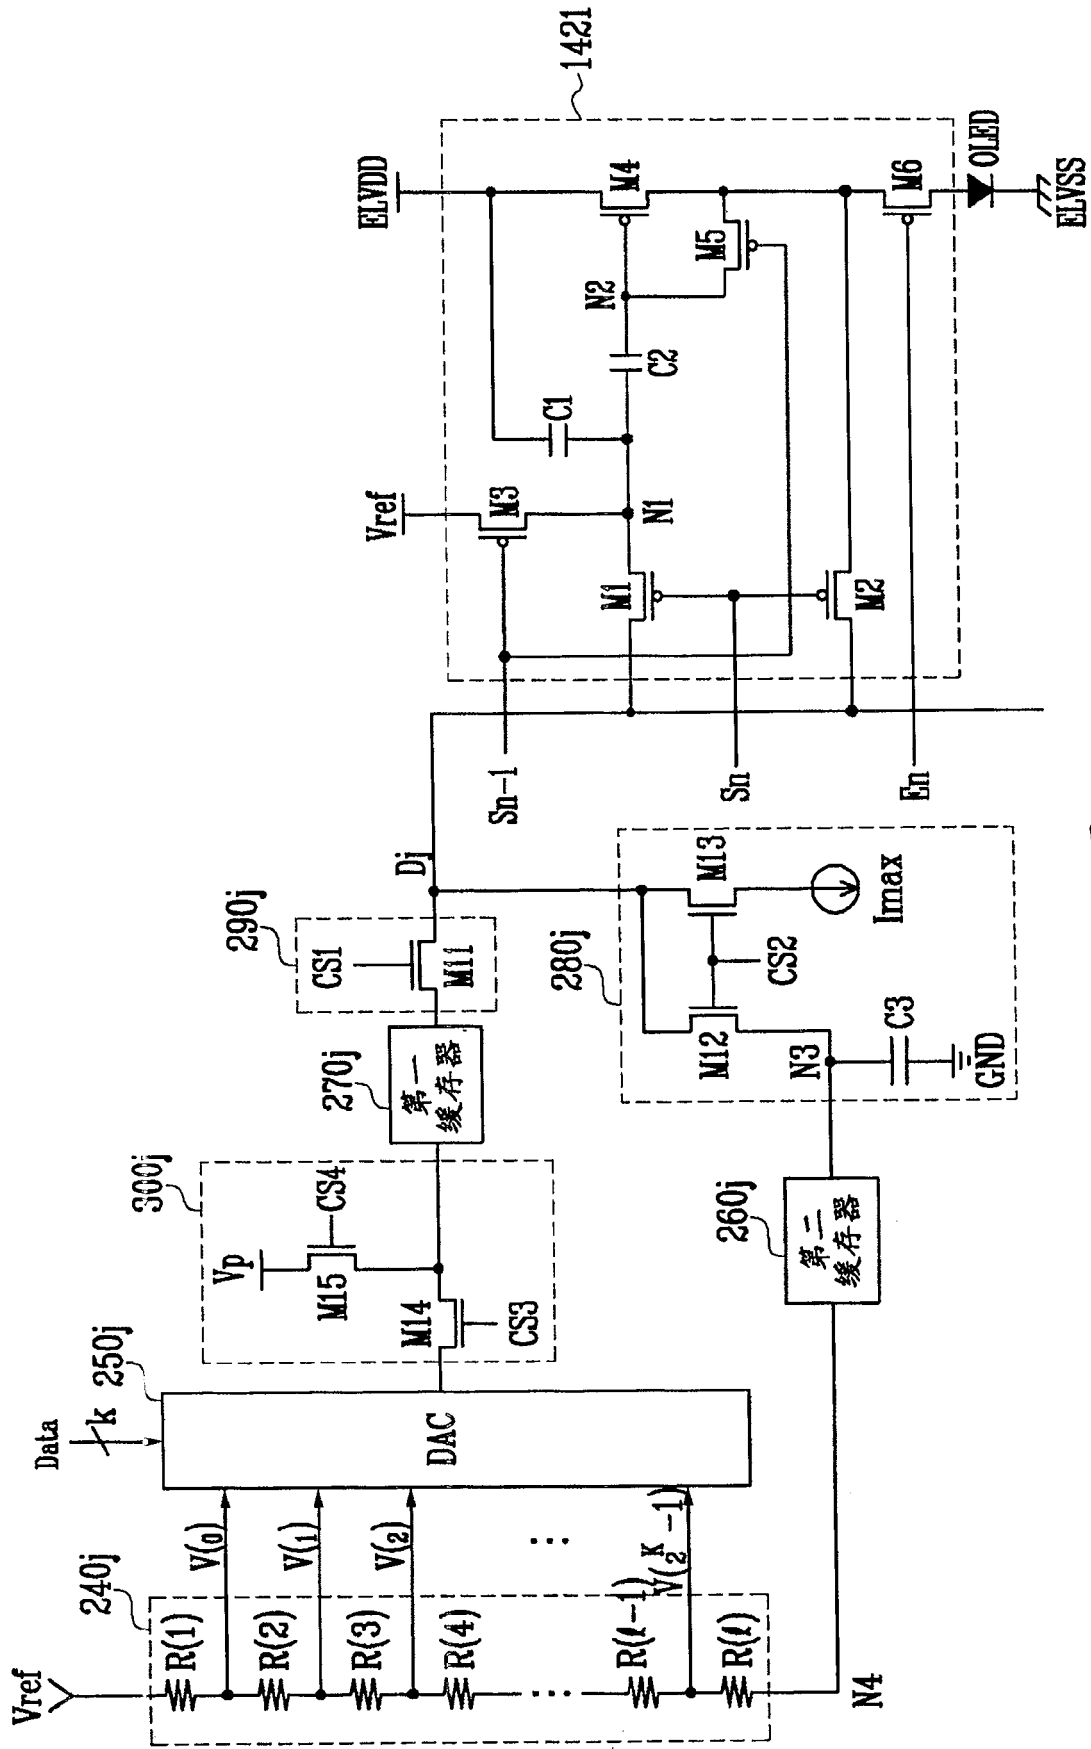 Vref
240j
R(1)
R(2)
R(3)
R(4)
R(ℓ-1)
R(ℓ)
N4
V(0)
V(1)
V(2)
V(2^K-1)
Data
k
250j
DAC
300j
Vp
M15
CS4
M14
CS3
270j
第一
缓存器
260j
第二
缓存器
290j
CS1
M11
Dj
280j
M12
M13
CS2
N3
C3
GND
Imax
Sn-1
Sn
En
1421
Vref
M3
N1
M1
M2
C1
C2
N2
ELVDD
M4
M5
M6
OLED
ELVSS